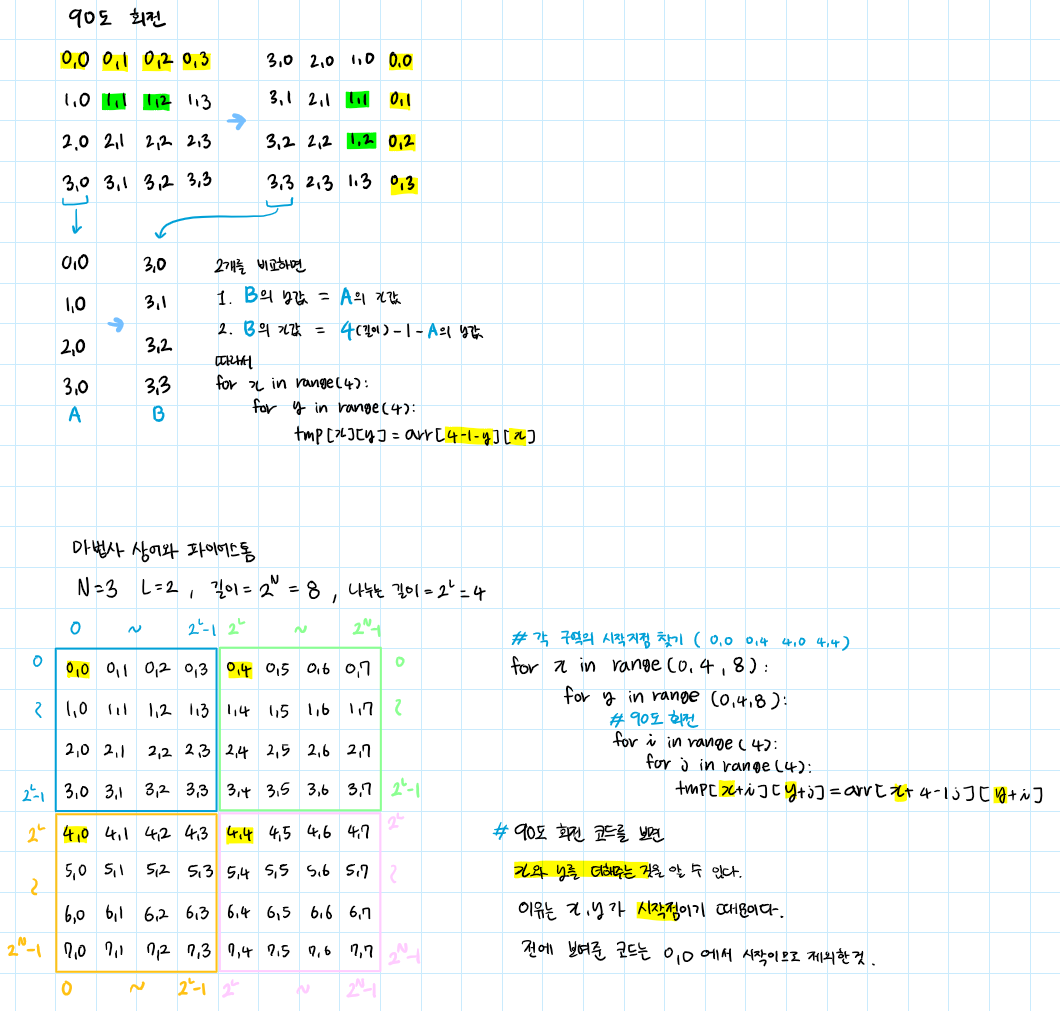 90도 회전
0,0 0,1 0,2 0,3 3,0 2,0 1,0 0,0
1,0 1,1 1,2 1,3 → 3,1 2,1 1,1 0,1
2,0 2,1 2,2 2,3 3,2 2,2 1,2 0,2
3,0 3,1 3,2 3,3 3,3 2,3 1,3 0,3
0,0 3,0
1,0 → 3,1
2,0 3,2
3,0 3,3
A B
2개를 비교하면
1. B의 y값 = A의 x값
2. B의 x값 = 4(길이)-1-A의 y값
따라서
for x in range(4):
for y in range(4):
tmp[x][y] = arr[4-1-y][x]
마법사 상어와 파이어스톰
N=3 L=2 , 길이 = 2^N = 8 , 나누는 길이 = 2^L = 4
0 ~ 2^L-1 2^L ~ 2^N-1
0 0,0 0,1 0,2 0,3 0,4 0,5 0,6 0,7 0
~ 1,0 1,1 1,2 1,3 1,4 1,5 1,6 1,7 ~
2,0 2,1 2,2 2,3 2,4 2,5 2,6 2,7
2^L-1 3,0 3,1 3,2 3,3 3,4 3,5 3,6 3,7 2^L-1
2^L 4,0 4,1 4,2 4,3 4,4 4,5 4,6 4,7 2^L
~ 5,0 5,1 5,2 5,3 5,4 5,5 5,6 5,7 ~
6,0 6,1 6,2 6,3 6,4 6,5 6,6 6,7
2^N-1 7,0 7,1 7,2 7,3 7,4 7,5 7,6 7,7 2^N-1
0 ~ 2^L-1 2^L ~ 2^N-1
# 각 구역의 시작지점 찾기 ( 0,0 0,4 4,0 4,4 )
for x in range(0, 4, 8):
for y in range (0,4,8):
# 90도 회전
for i in range(4):
for j in range(4):
tmp[x+i][y+j] = arr[x+4-1j][y+i]
# 90도 회전 코드를 보면
x와 y를 더해주는 것을 알 수 있다.
이유는 x,y가 시작점이기 때문이다.
전에 보여준 코드는 0,0에서 시작이므로 제외한것.